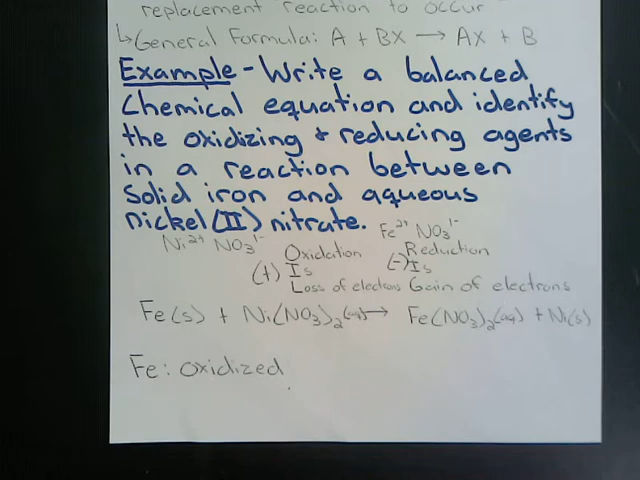 replacement reaction to occur
↳General Formula: A + BX → AX + B
Example - Write a balanced
Chemical equation and identify
the oxidizing & reducing agents
in a reaction between
Solid iron and aqueous
nickel (II) nitrate. Fe²⁺ NO₃¹⁻
Ni²⁺ NO₃¹⁻
Oxidation Reduction
(+) Is (-) Is
Loss of electrons Gain of electrons
Fe(s) + Ni(NO₃)₂(aq) → Fe(NO₃)₂(aq) + Ni(s)
Fe: oxidized